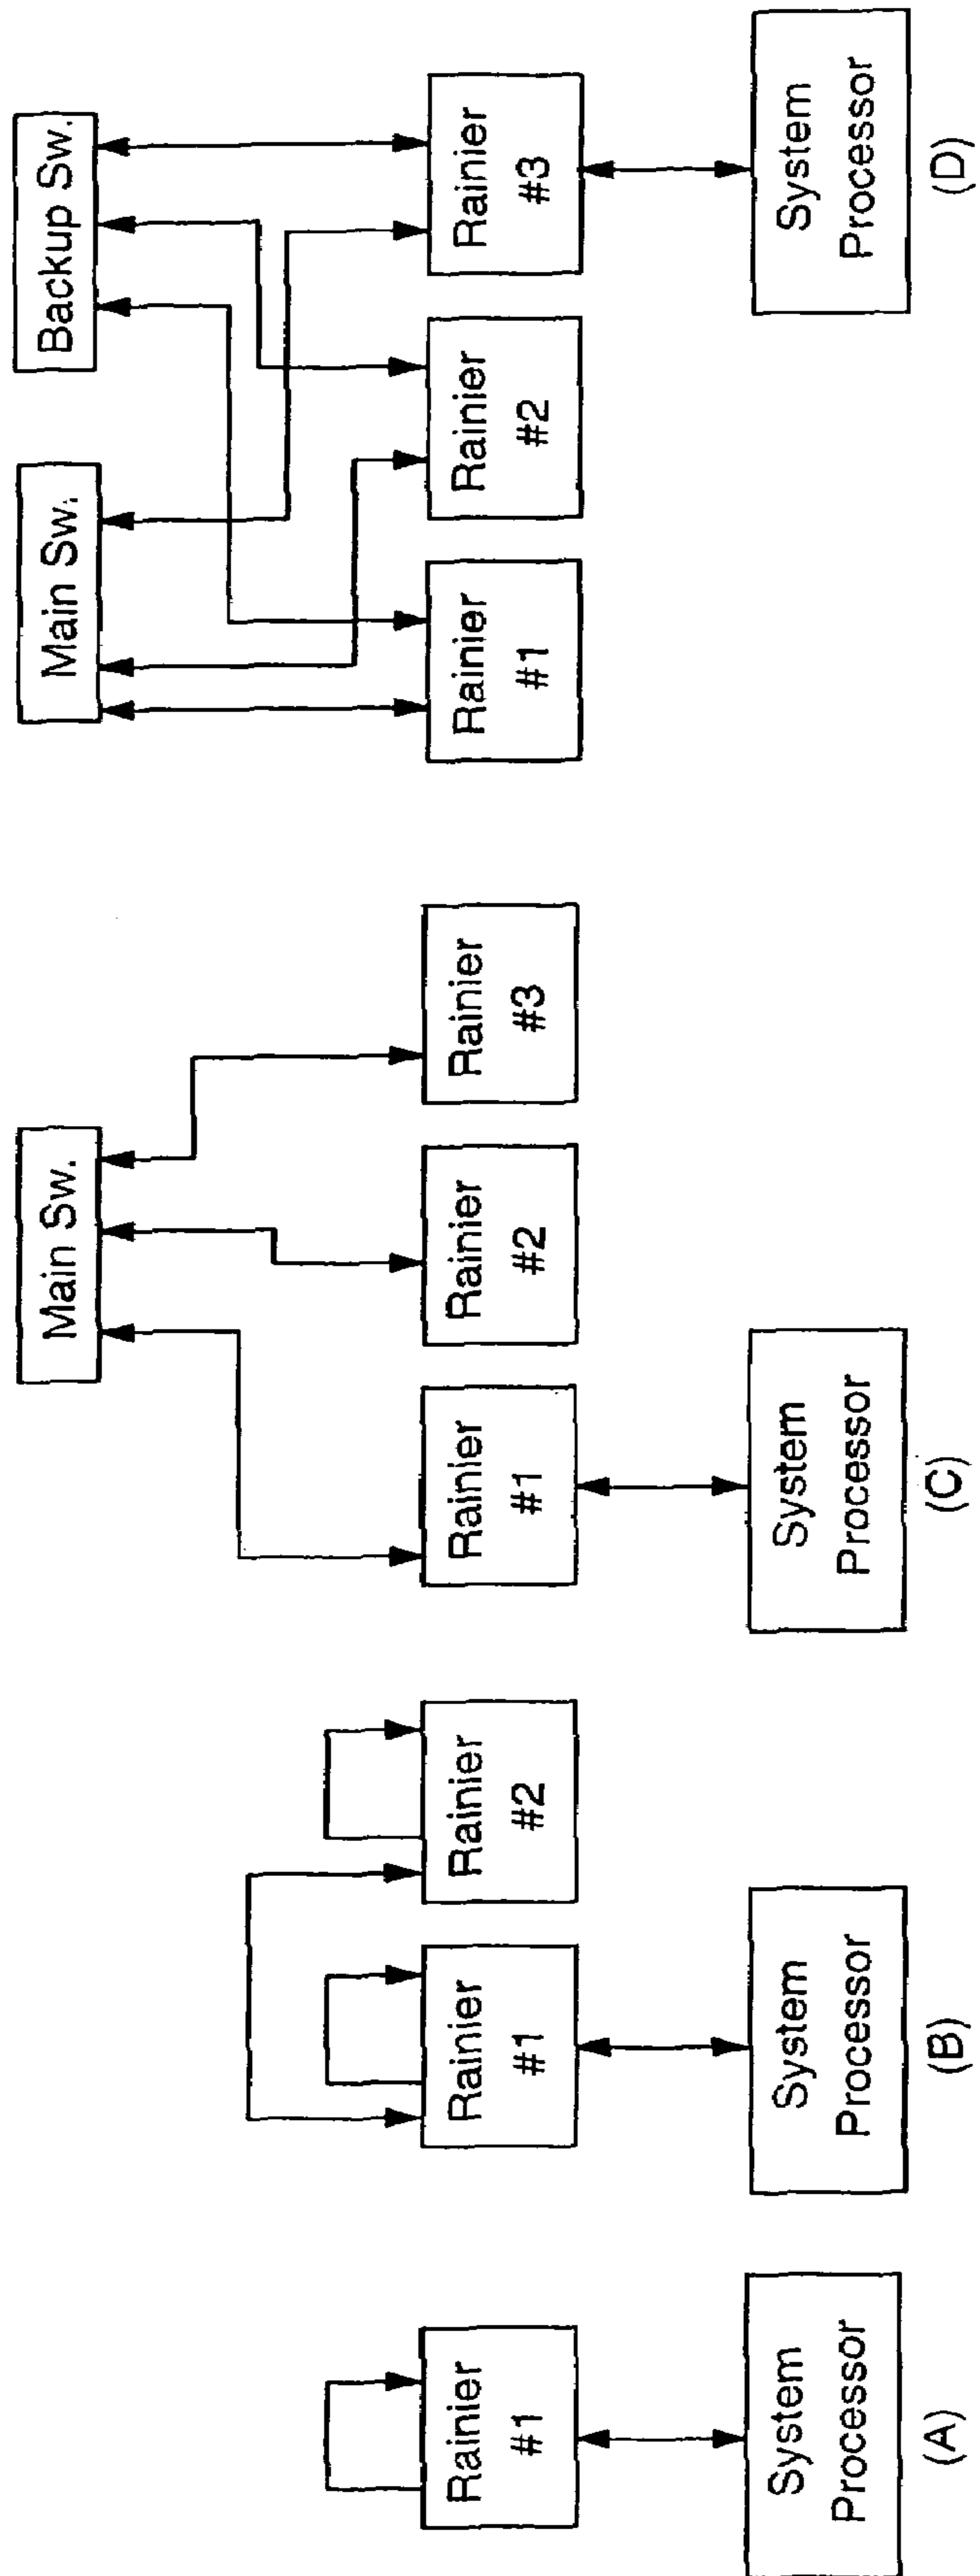 Rainier
#1
System
Processor
(A)
Rainier
#1
Rainier
#2
System
Processor
(B)
Main Sw.
Rainier
#1
Rainier
#2
Rainier
#3
System
Processor
(C)
Main Sw.
Backup Sw.
Rainier
#1
Rainier
#2
Rainier
#3
System
Processor
(D)